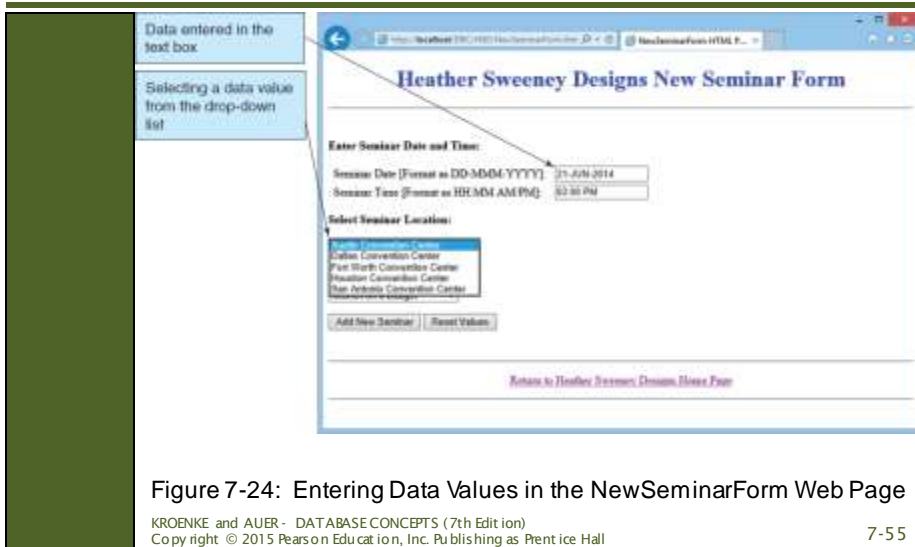 Data entered in the
text box
Selecting a data value
from the drop-down
list
NewSeminarForm HTML P...
Heather Sweeney Designs New Seminar Form
Enter Seminar Date and Time:
Seminar Date [Format as DD-MMM-YYYY]: 21-JUN-2014
Seminar Time [Format as HH:MM AM/PM]: PM
Select Seminar Location:
Austin Convention Center
Dallas Convention Center
Fort Worth Convention Center
Houston Convention Center
San Antonio Convention Center
Add New Seminar Reset Values
Return to Heather Sweeney Designs Home Page
Figure 7-24: Entering Data Values in the NewSeminarForm Web Page
KROENKE and AUER - DATABASE CONCEPTS (7th Edition)
Copyright © 2015 Pearson Education, Inc. Publishing as Prentice Hall
7-55